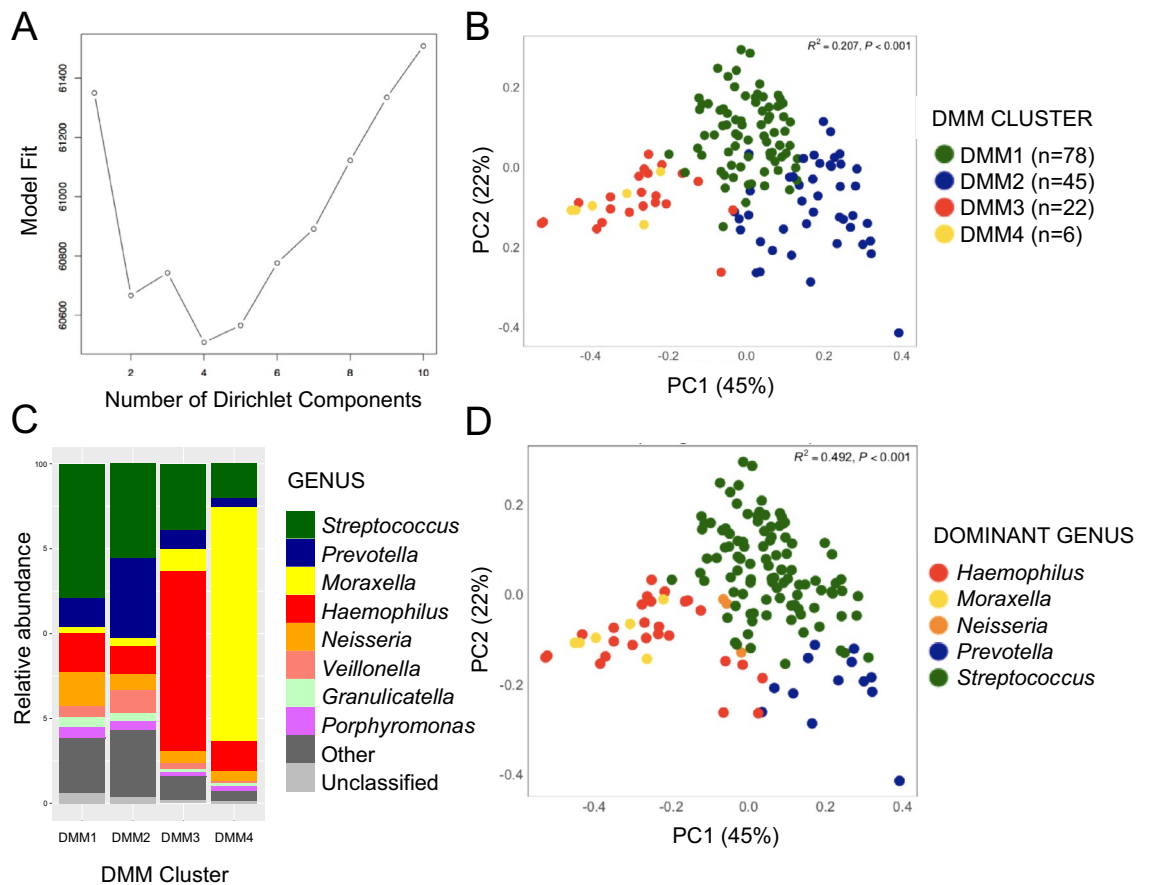 A
61400
61200
61000
60800
60600
Model Fit
2
4
6
8
10
Number of Dirichlet Components
B
R² = 0.207, P < 0.001
0.2
0.0
0.2
-0.4
PC2 (22%)
-0.4
-0.2
0.0
0.2
0.4
PC1 (45%)
DMM CLUSTER
DMM1 (n=78)
DMM2 (n=45)
DMM3 (n=22)
DMM4 (n=6)
C
100
5
0
5
0
Relative abundance
DMM1
DMM2
DMM3
DMM4
DMM Cluster
GENUS
Streptococcus
Prevotella
Moraxella
Haemophilus
Neisseria
Veillonella
Granulicatella
Porphyromonas
Other
Unclassified
D
R² = 0.492, P < 0.001
0.2
0.0
-0.2
-0.4
PC2 (22%)
-0.4
-0.2
0.0
0.2
0.4
PC1 (45%)
DOMINANT GENUS
Haemophilus
Moraxella
Neisseria
Prevotella
Streptococcus